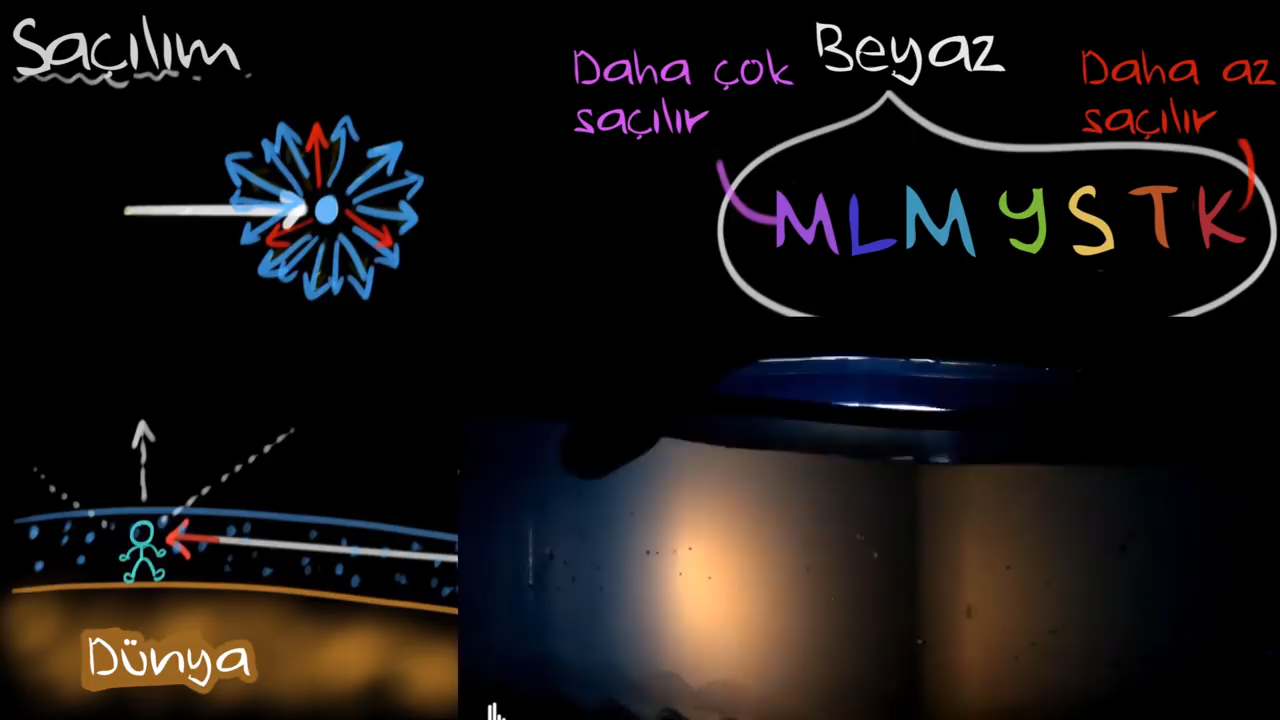 Saçılım
Beyaz
Daha çok
saçılır
Daha az
saçılır
MLMYSTK
Dünya